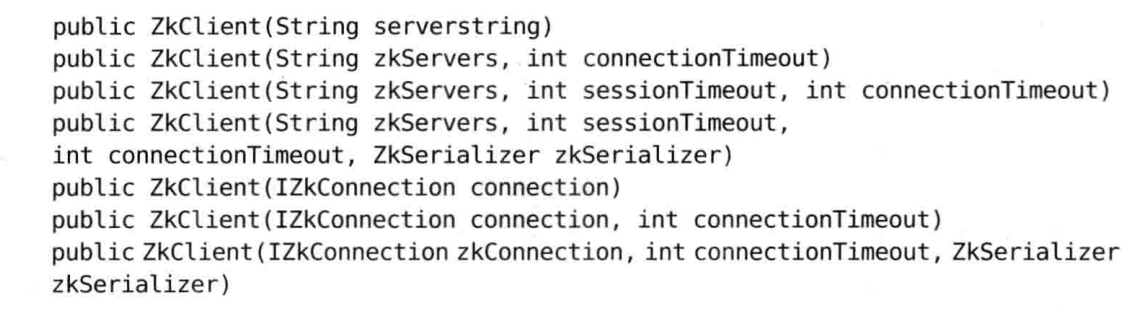 public ZkClient(String serverstring)
public ZkClient(String zkServers, int connectionTimeout)
public ZkClient(String zkServers, int sessionTimeout, int connectionTimeout)
public ZkClient(String zkServers, int sessionTimeout,
int connectionTimeout, ZkSerializer zkSerializer)
public ZkClient(IZkConnection connection)
public ZkClient(IZkConnection connection, int connectionTimeout)
public ZkClient(IZkConnection zkConnection, int connectionTimeout, ZkSerializer
zkSerializer)